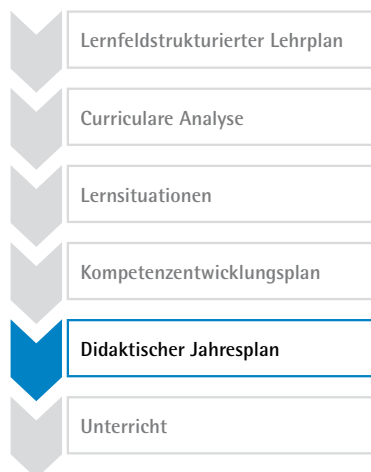 Lernfeldstrukturierter Lehrplan
Curriculare Analyse
Lernsituationen
Kompetenzentwicklungsplan
Didaktischer Jahresplan
Unterricht